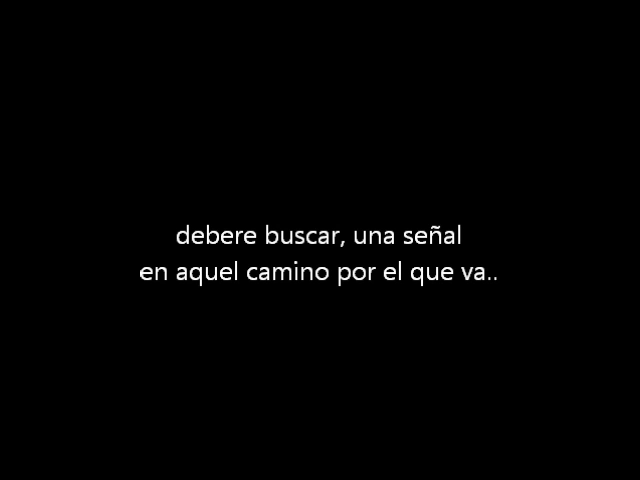 debere buscar, una señal
en aquel camino por el que va..